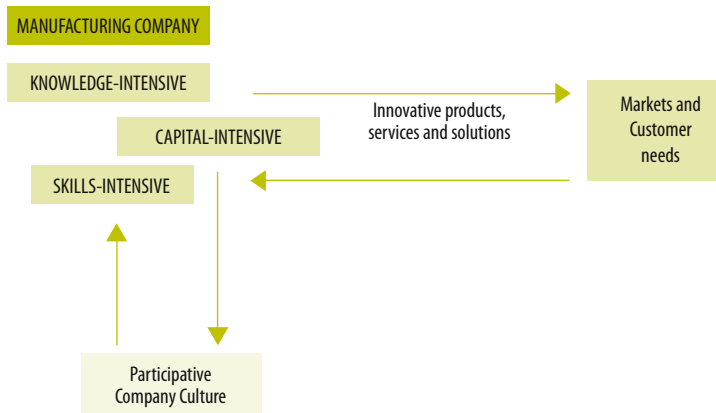 MANUFACTURING COMPANY
KNOWLEDGE-INTENSIVE
CAPITAL-INTENSIVE
SKILLS-INTENSIVE
Innovative products,
services and solutions
Markets and
Customer
needs
Participative
Company Culture